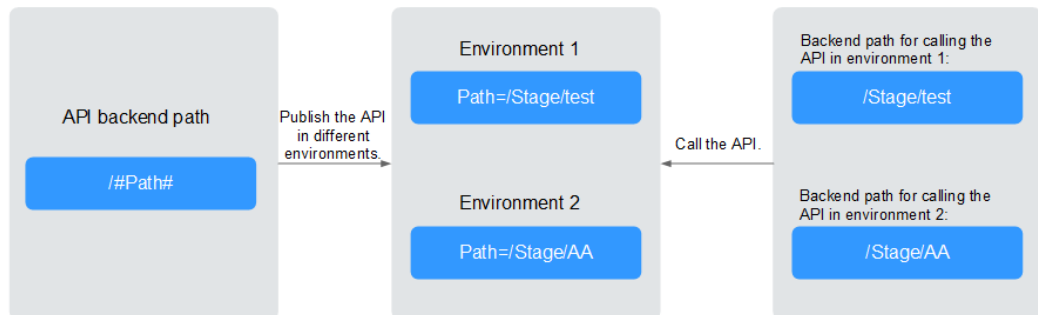 API backend path
/#Path#
Publish the API
in different
environments.
Environment 1
Path=/Stage/test
Environment 2
Path=/Stage/AA
Call the API.
Backend path for calling the
API in environment 1:
/Stage/test
Backend path for calling the
API in environment 2:
/Stage/AA